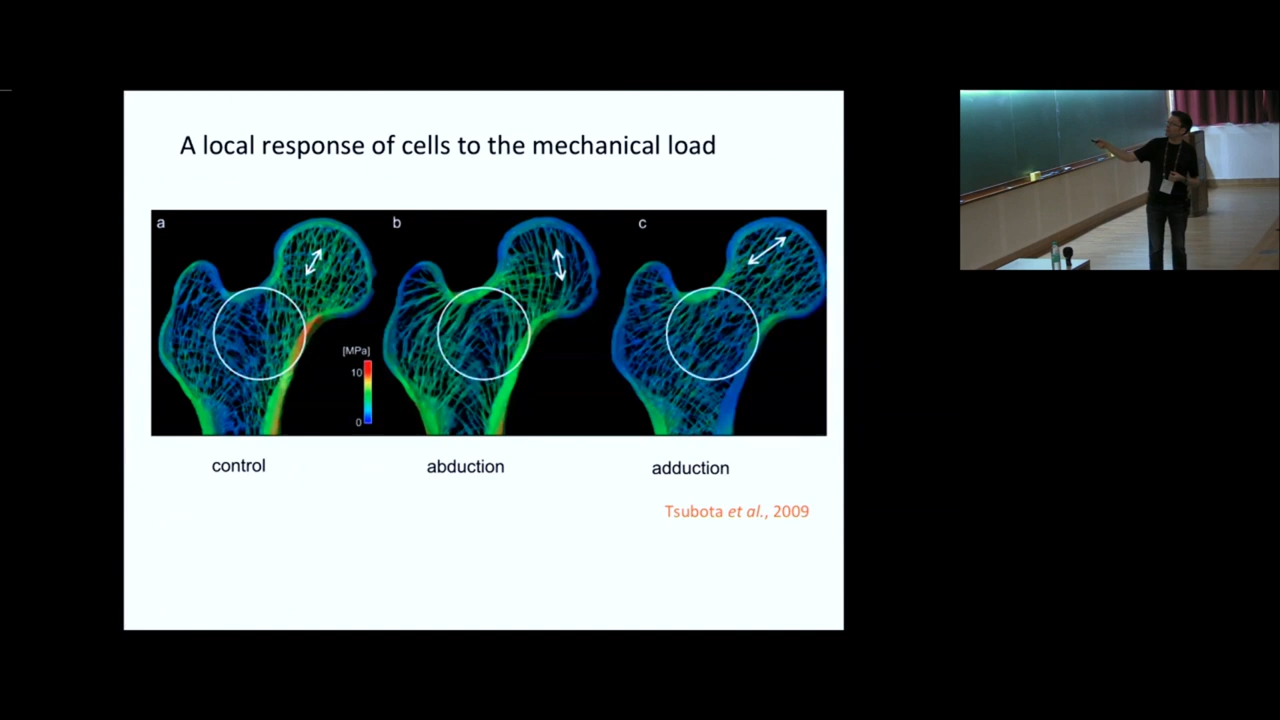 A local response of cells to the mechanical load
a
b
c
[MPa]
10
0
control
abduction
adduction
Tsubota et al., 2009